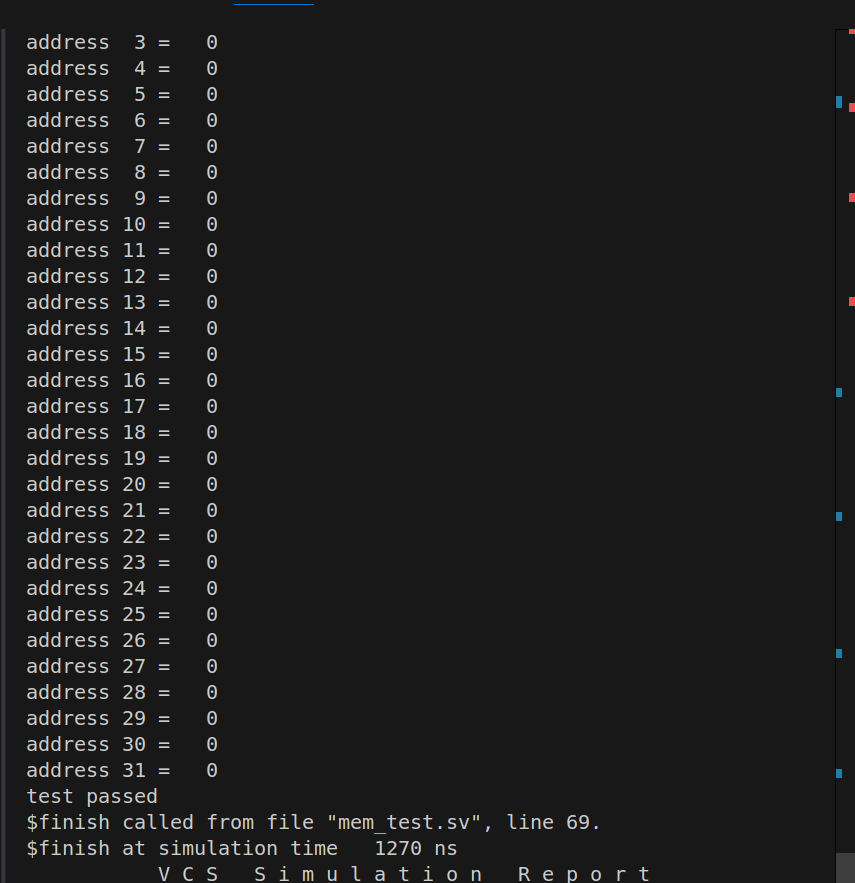 address  3 =   0
address  4 =   0
address  5 =   0
address  6 =   0
address  7 =   0
address  8 =   0
address  9 =   0
address 10 =   0
address 11 =   0
address 12 =   0
address 13 =   0
address 14 =   0
address 15 =   0
address 16 =   0
address 17 =   0
address 18 =   0
address 19 =   0
address 20 =   0
address 21 =   0
address 22 =   0
address 23 =   0
address 24 =   0
address 25 =   0
address 26 =   0
address 27 =   0
address 28 =   0
address 29 =   0
address 30 =   0
address 31 =   0
test passed
$finish called from file "mem_test.sv", line 69.
$finish at simulation time   1270 ns
           V C S   S i m u l a t i o n   R e p o r t